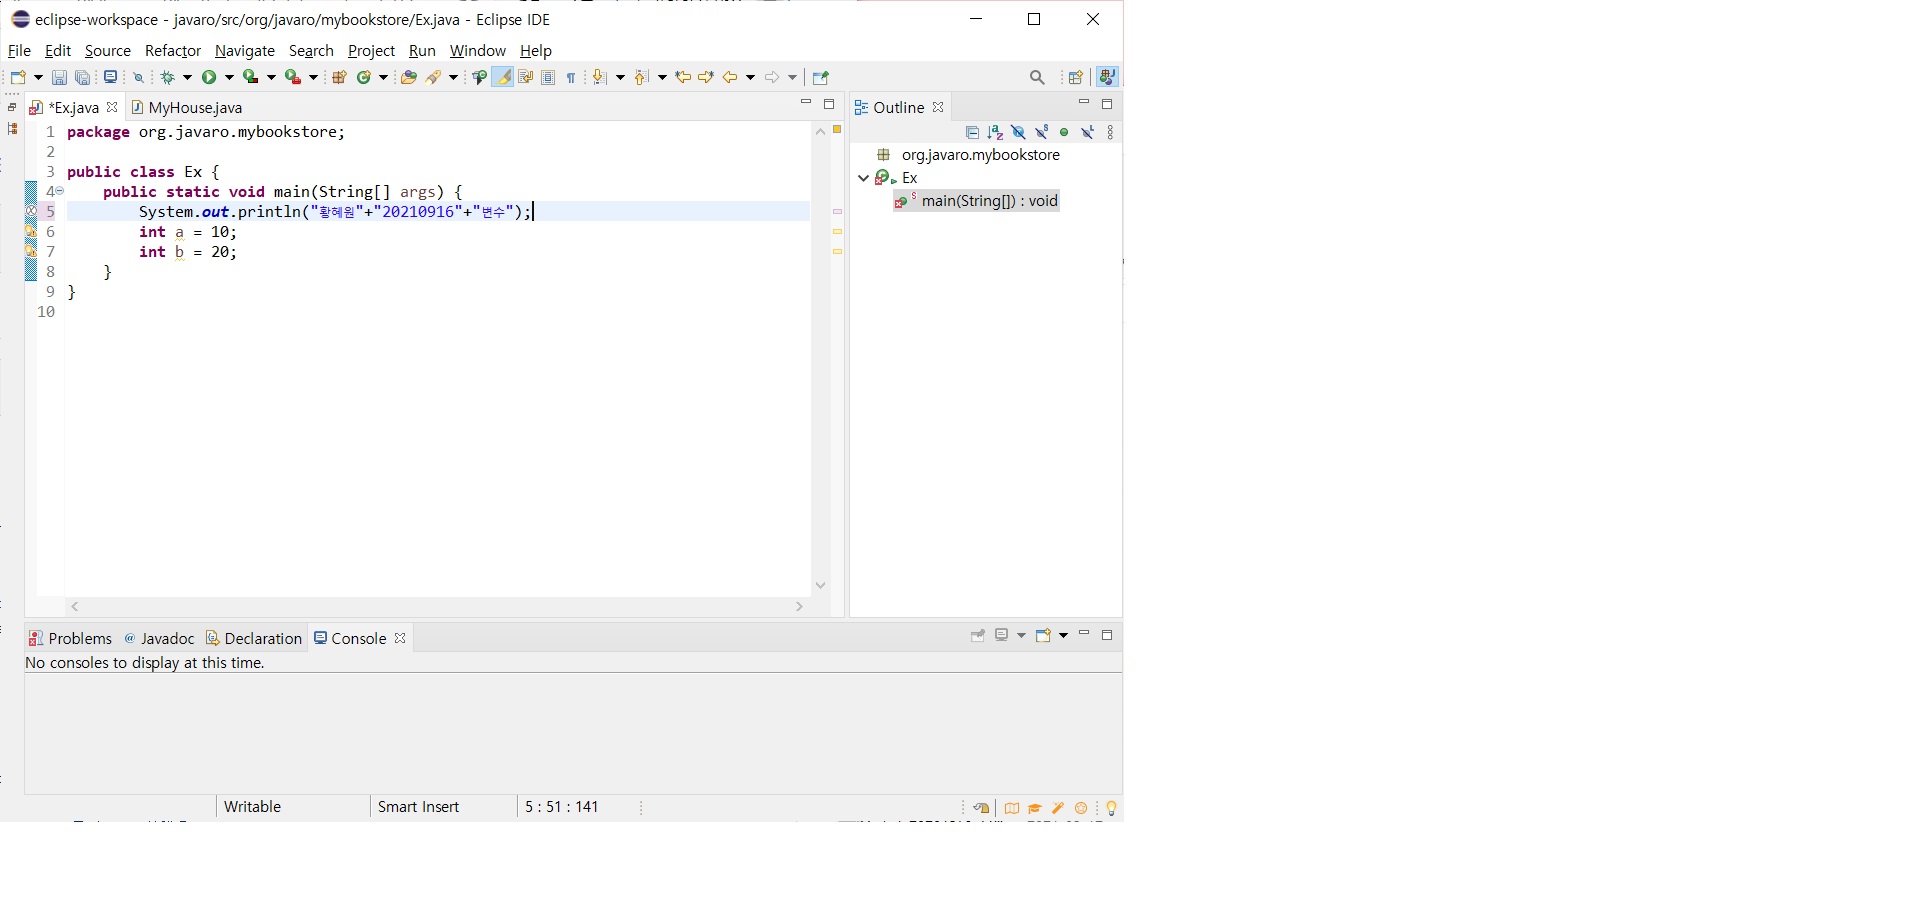 eclipse-workspace - javaro/src/org/javaro/mybookstore/Ex.java - Eclipse IDE
File Edit Source Refactor Navigate Search Project Run Window Help
*Ex.java MyHouse.java
Outline
1 package org.javaro.mybookstore;
2
3 public class Ex {
4 public static void main(String[] args) {
5 System.out.println("황혜원"+"20210916"+"변수");
6 int a = 10;
7 int b = 20;
8 }
9 }
10
org.javaro.mybookstore
Ex
main(String[]) : void
Problems @ Javadoc Declaration Console
No consoles to display at this time.
Writable Smart Insert 5 : 51 : 141